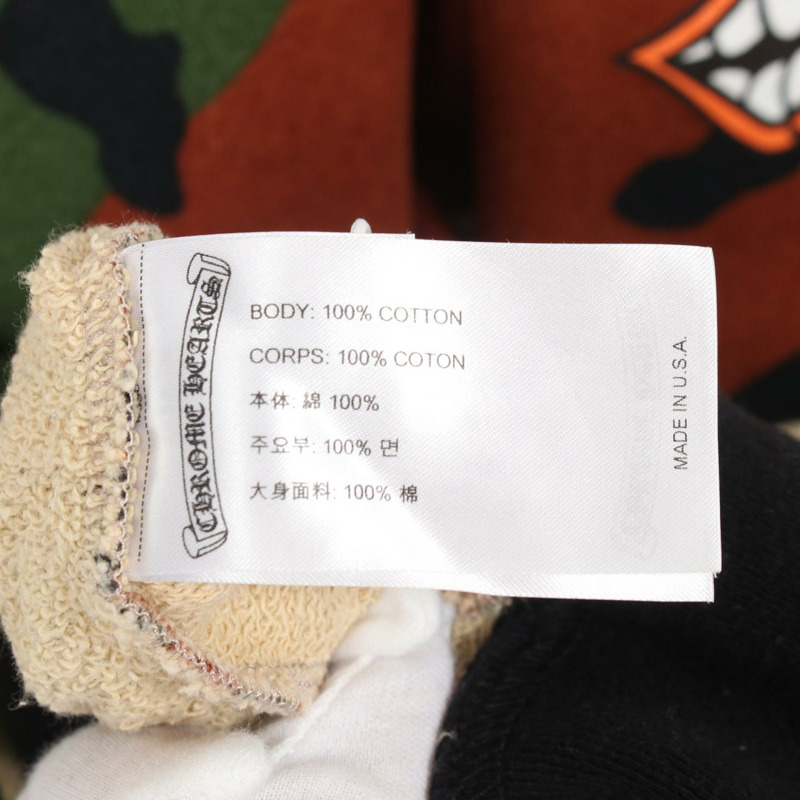 CHROME HEARTS
BODY: 100% COTTON
CORPS: 100% COTON
本体: 綿 100%
주요부: 100% 면
大身面料: 100% 棉
MADE IN U.S.A.